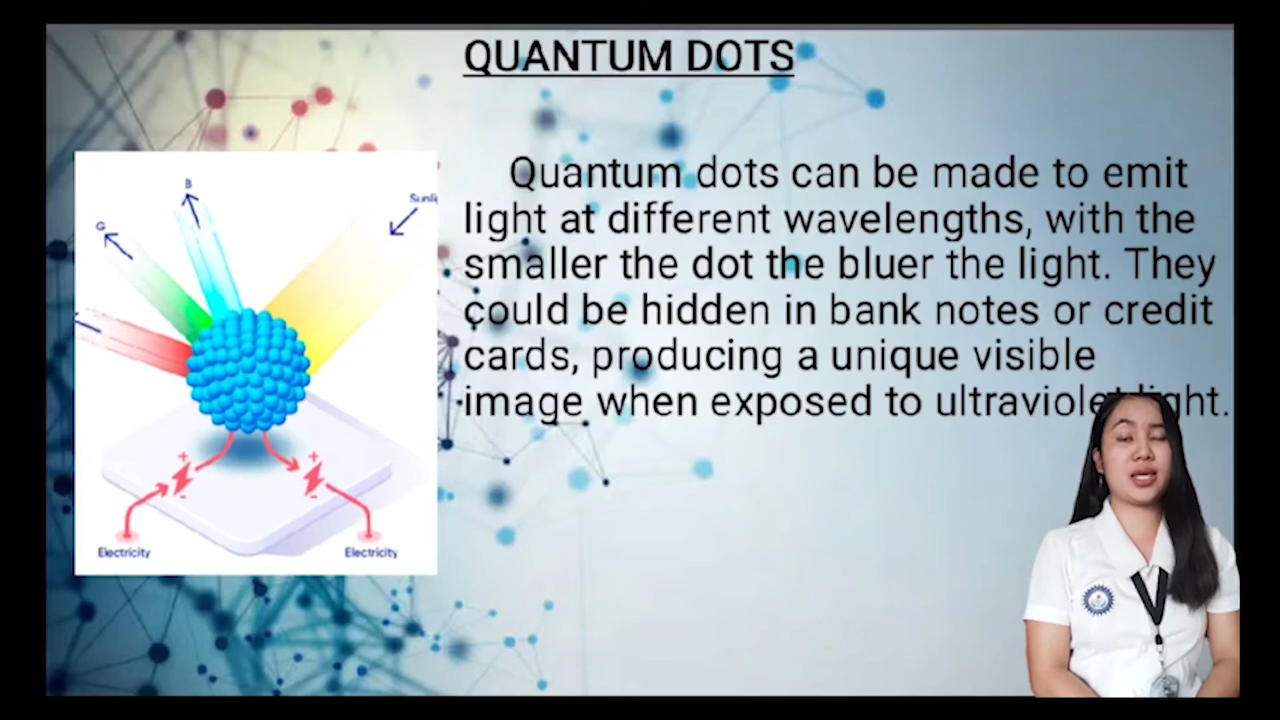 QUANTUM DOTS
Quantum dots can be made to emit
light at different wavelengths, with the
smaller the dot the bluer the light. They
could be hidden in bank notes or credit
cards, producing a unique visible
image when exposed to ultraviolet light.
B
G
+
+
-
-
Electricity
Electricity